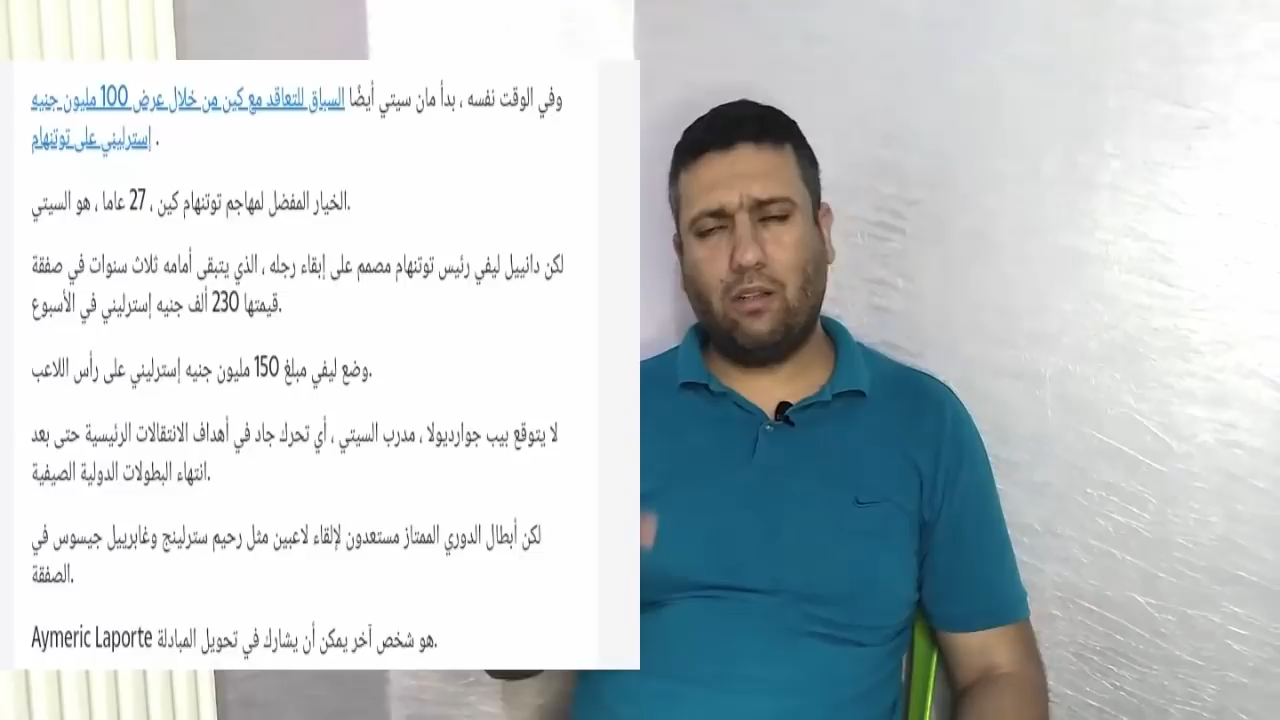 وفي الوقت نفسه ، بدأ مان سيتي أيضًا السباق للتعاقد مع كين من خلال عرض 100 مليون جنيه
إسترليني على توتنهام .
الخيار المفضل لمهاجم توتنهام كين ، 27 عاما ، هو السيتي.
لكن دانييل ليفي رئيس توتنهام مصمم على إبقاء رجله ، الذي يتبقى أمامه ثلاث سنوات في صفقة
قيمتها 230 ألف جنيه إسترليني في الأسبوع.
وضع ليفي مبلغ 150 مليون جنيه إسترليني على رأس اللاعب.
لا يتوقع بيب جوارديولا ، مدرب السيتي ، أي تحرك جاد في أهداف الانتقالات الرئيسية حتى بعد
انتهاء البطولات الدولية الصيفية.
لكن أبطال الدوري الممتاز مستعدون لإلقاء لاعبين مثل رحيم سترلينج وغابرييل جيسوس في
الصفقة.
Aymeric Laporte هو شخص آخر يمكن أن يشارك في تحويل المبادلة.